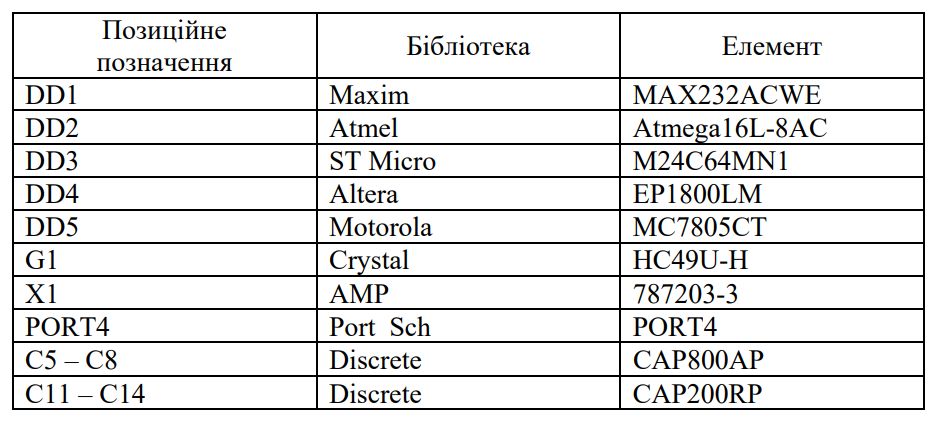 Позиційне позначення Бібліотека Елемент
DD1 Maxim MAX232ACWE
DD2 Atmel Atmega16L-8AC
DD3 ST Micro M24C64MN1
DD4 Altera EP1800LM
DD5 Motorola MC7805CT
G1 Crystal HC49U-H
X1 AMP 787203-3
PORT4 Port Sch PORT4
C5 – C8 Discrete CAP800AP
C11 – C14 Discrete CAP200RP